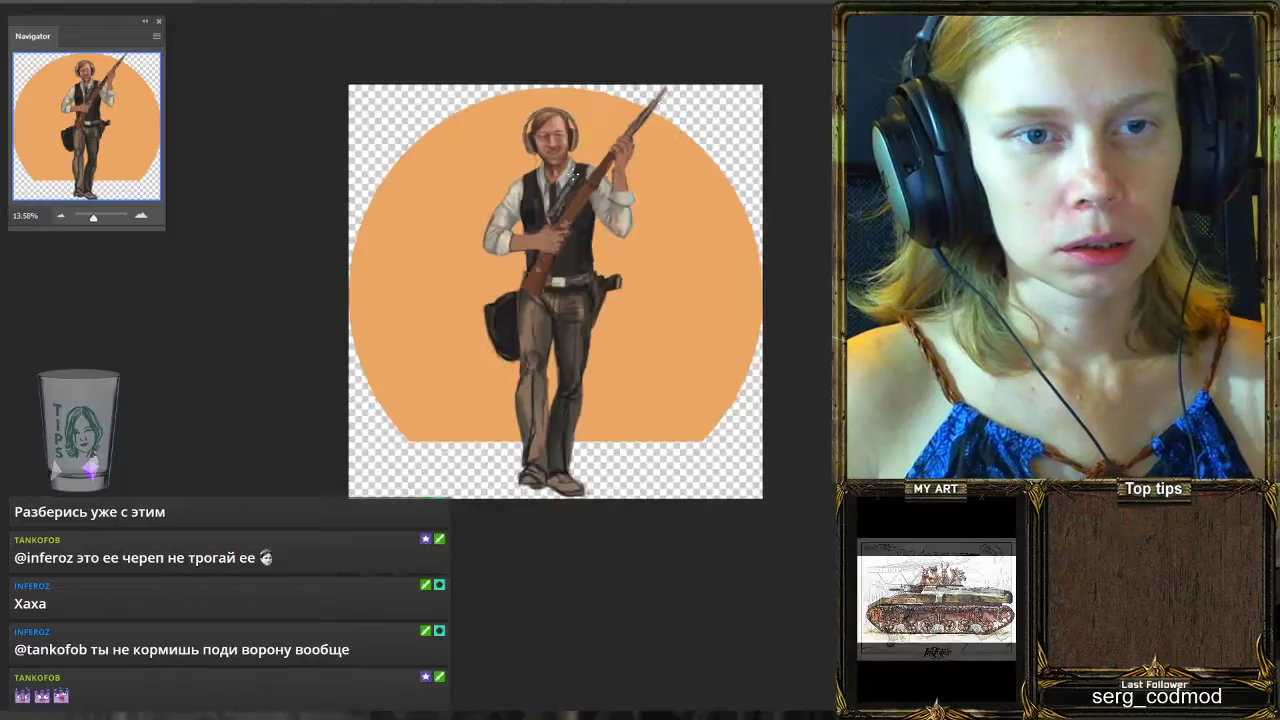 Navigator
13.58%
TIPS
Разберись уже с этим
TANKOFOB
@inferoz это ее череп не трогай ее
INFEROZ
Хаха
INFEROZ
@tankofob ты не кормишь поди ворону вообще
TANKOFOB
MY ART
Top tips
Last Follower
serg_codmod